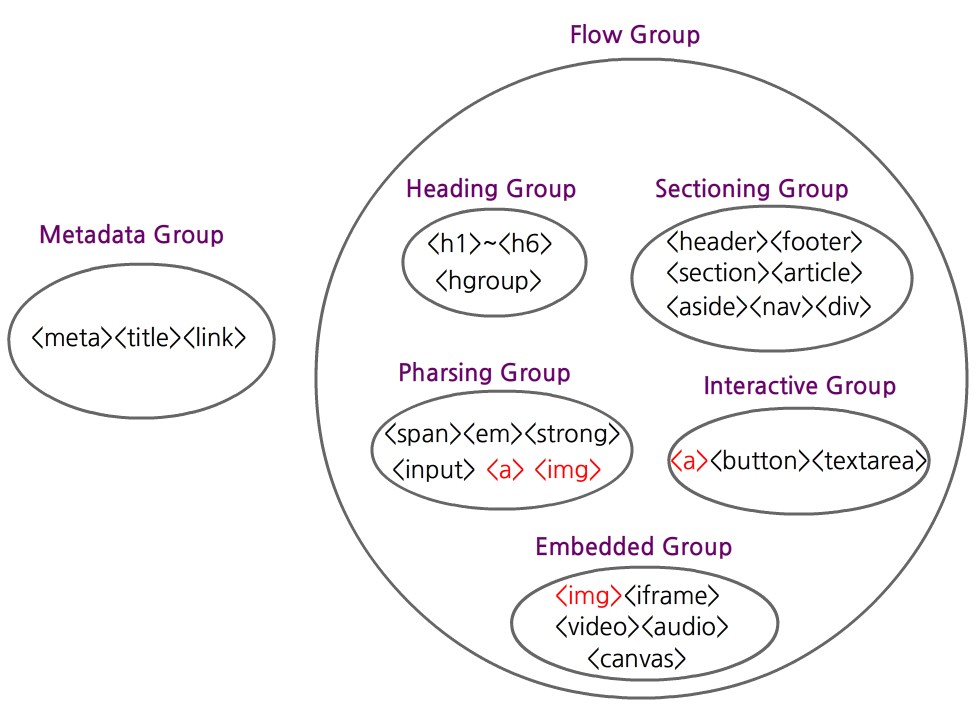 Flow Group
Heading Group
<h1>~<h6>
<hgroup>
Sectioning Group
<header><footer>
<section><article>
<aside><nav><div>
Metadata Group
<meta><title><link>
Pharsing Group
<span><em><strong>
<input> <a> <img>
Interactive Group
<a><button><textarea>
Embedded Group
<img><iframe>
<video><audio>
<canvas>